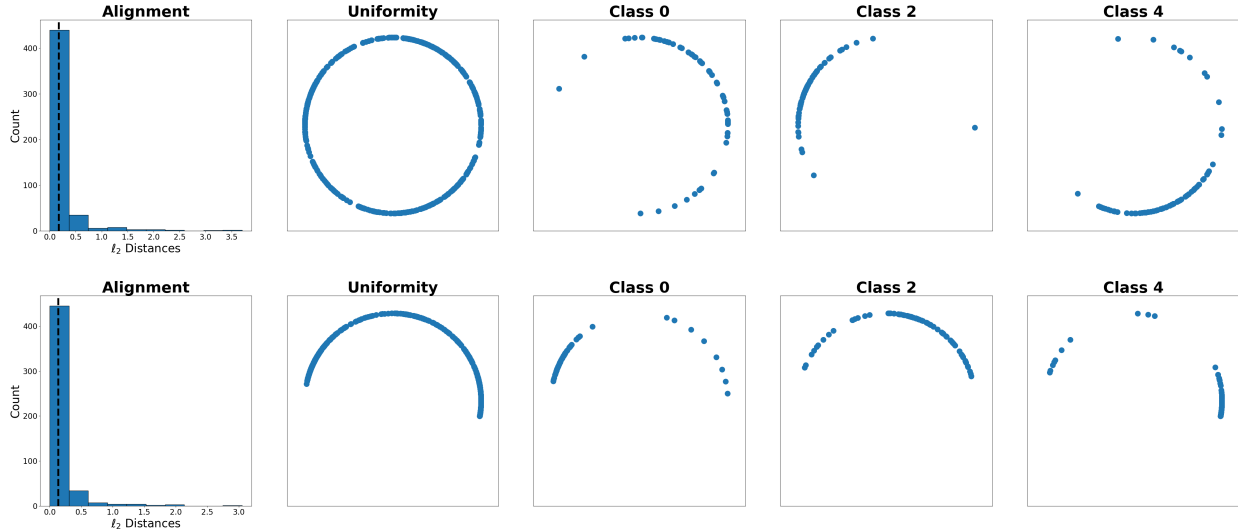 Alignment Uniformity Class 0 Class 2 Class 4
400
300
200
100
0
Count
0.0 0.5 1.0 1.5 2.0 2.5 3.0 3.5
ℓ₂ Distances
Alignment Uniformity Class 0 Class 2 Class 4
400
300
200
100
0
Count
0.0 0.5 1.0 1.5 2.0 2.5 3.0
ℓ₂ Distances